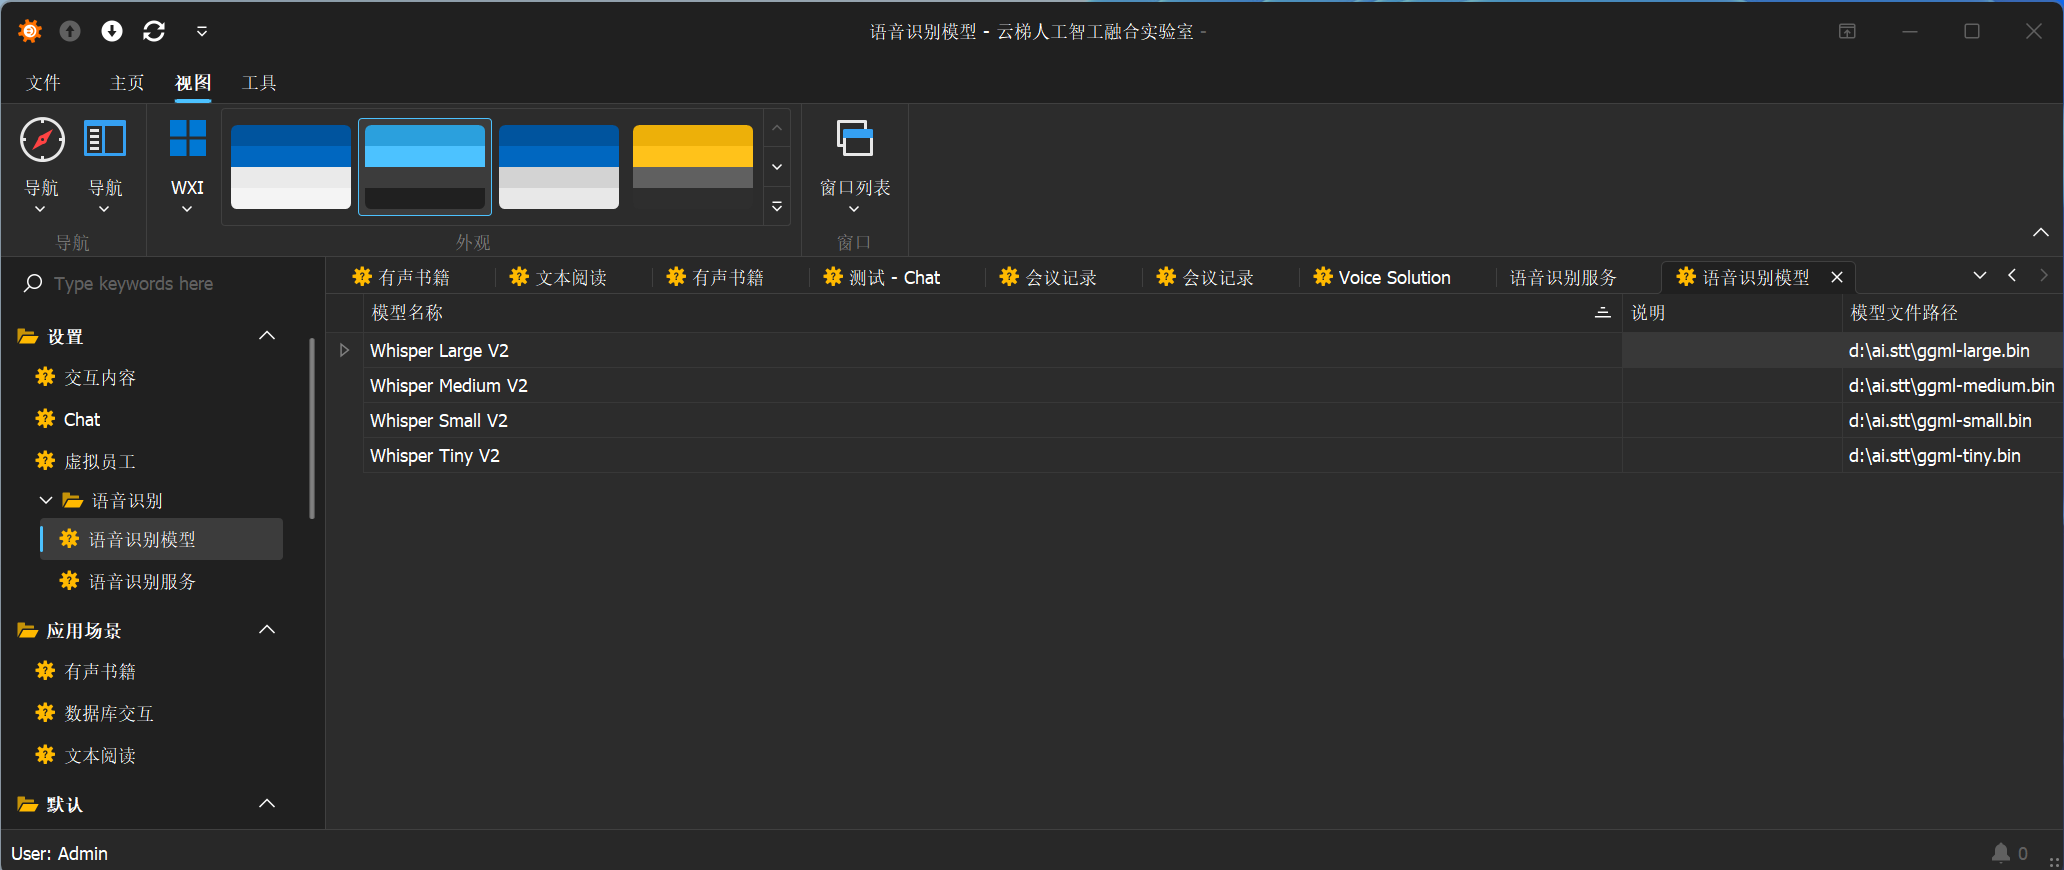 语音识别模型 - 云梯人工智工融合实验室 -
文件 主页 视图 工具
导航 导航 WXI 窗口列表
导航 外观 窗口
Type keywords here
设置
交互内容
Chat
虚拟员工
语音识别
语音识别模型
语音识别服务
应用场景
有声书籍
数据库交互
文本阅读
默认
有声书籍 文本阅读 有声书籍 测试 - Chat 会议记录 会议记录 Voice Solution 语音识别服务 语音识别模型
模型名称 说明 模型文件路径
Whisper Large V2 d:\ai.stt\ggml-large.bin
Whisper Medium V2 d:\ai.stt\ggml-medium.bin
Whisper Small V2 d:\ai.stt\ggml-small.bin
Whisper Tiny V2 d:\ai.stt\ggml-tiny.bin
User: Admin 0